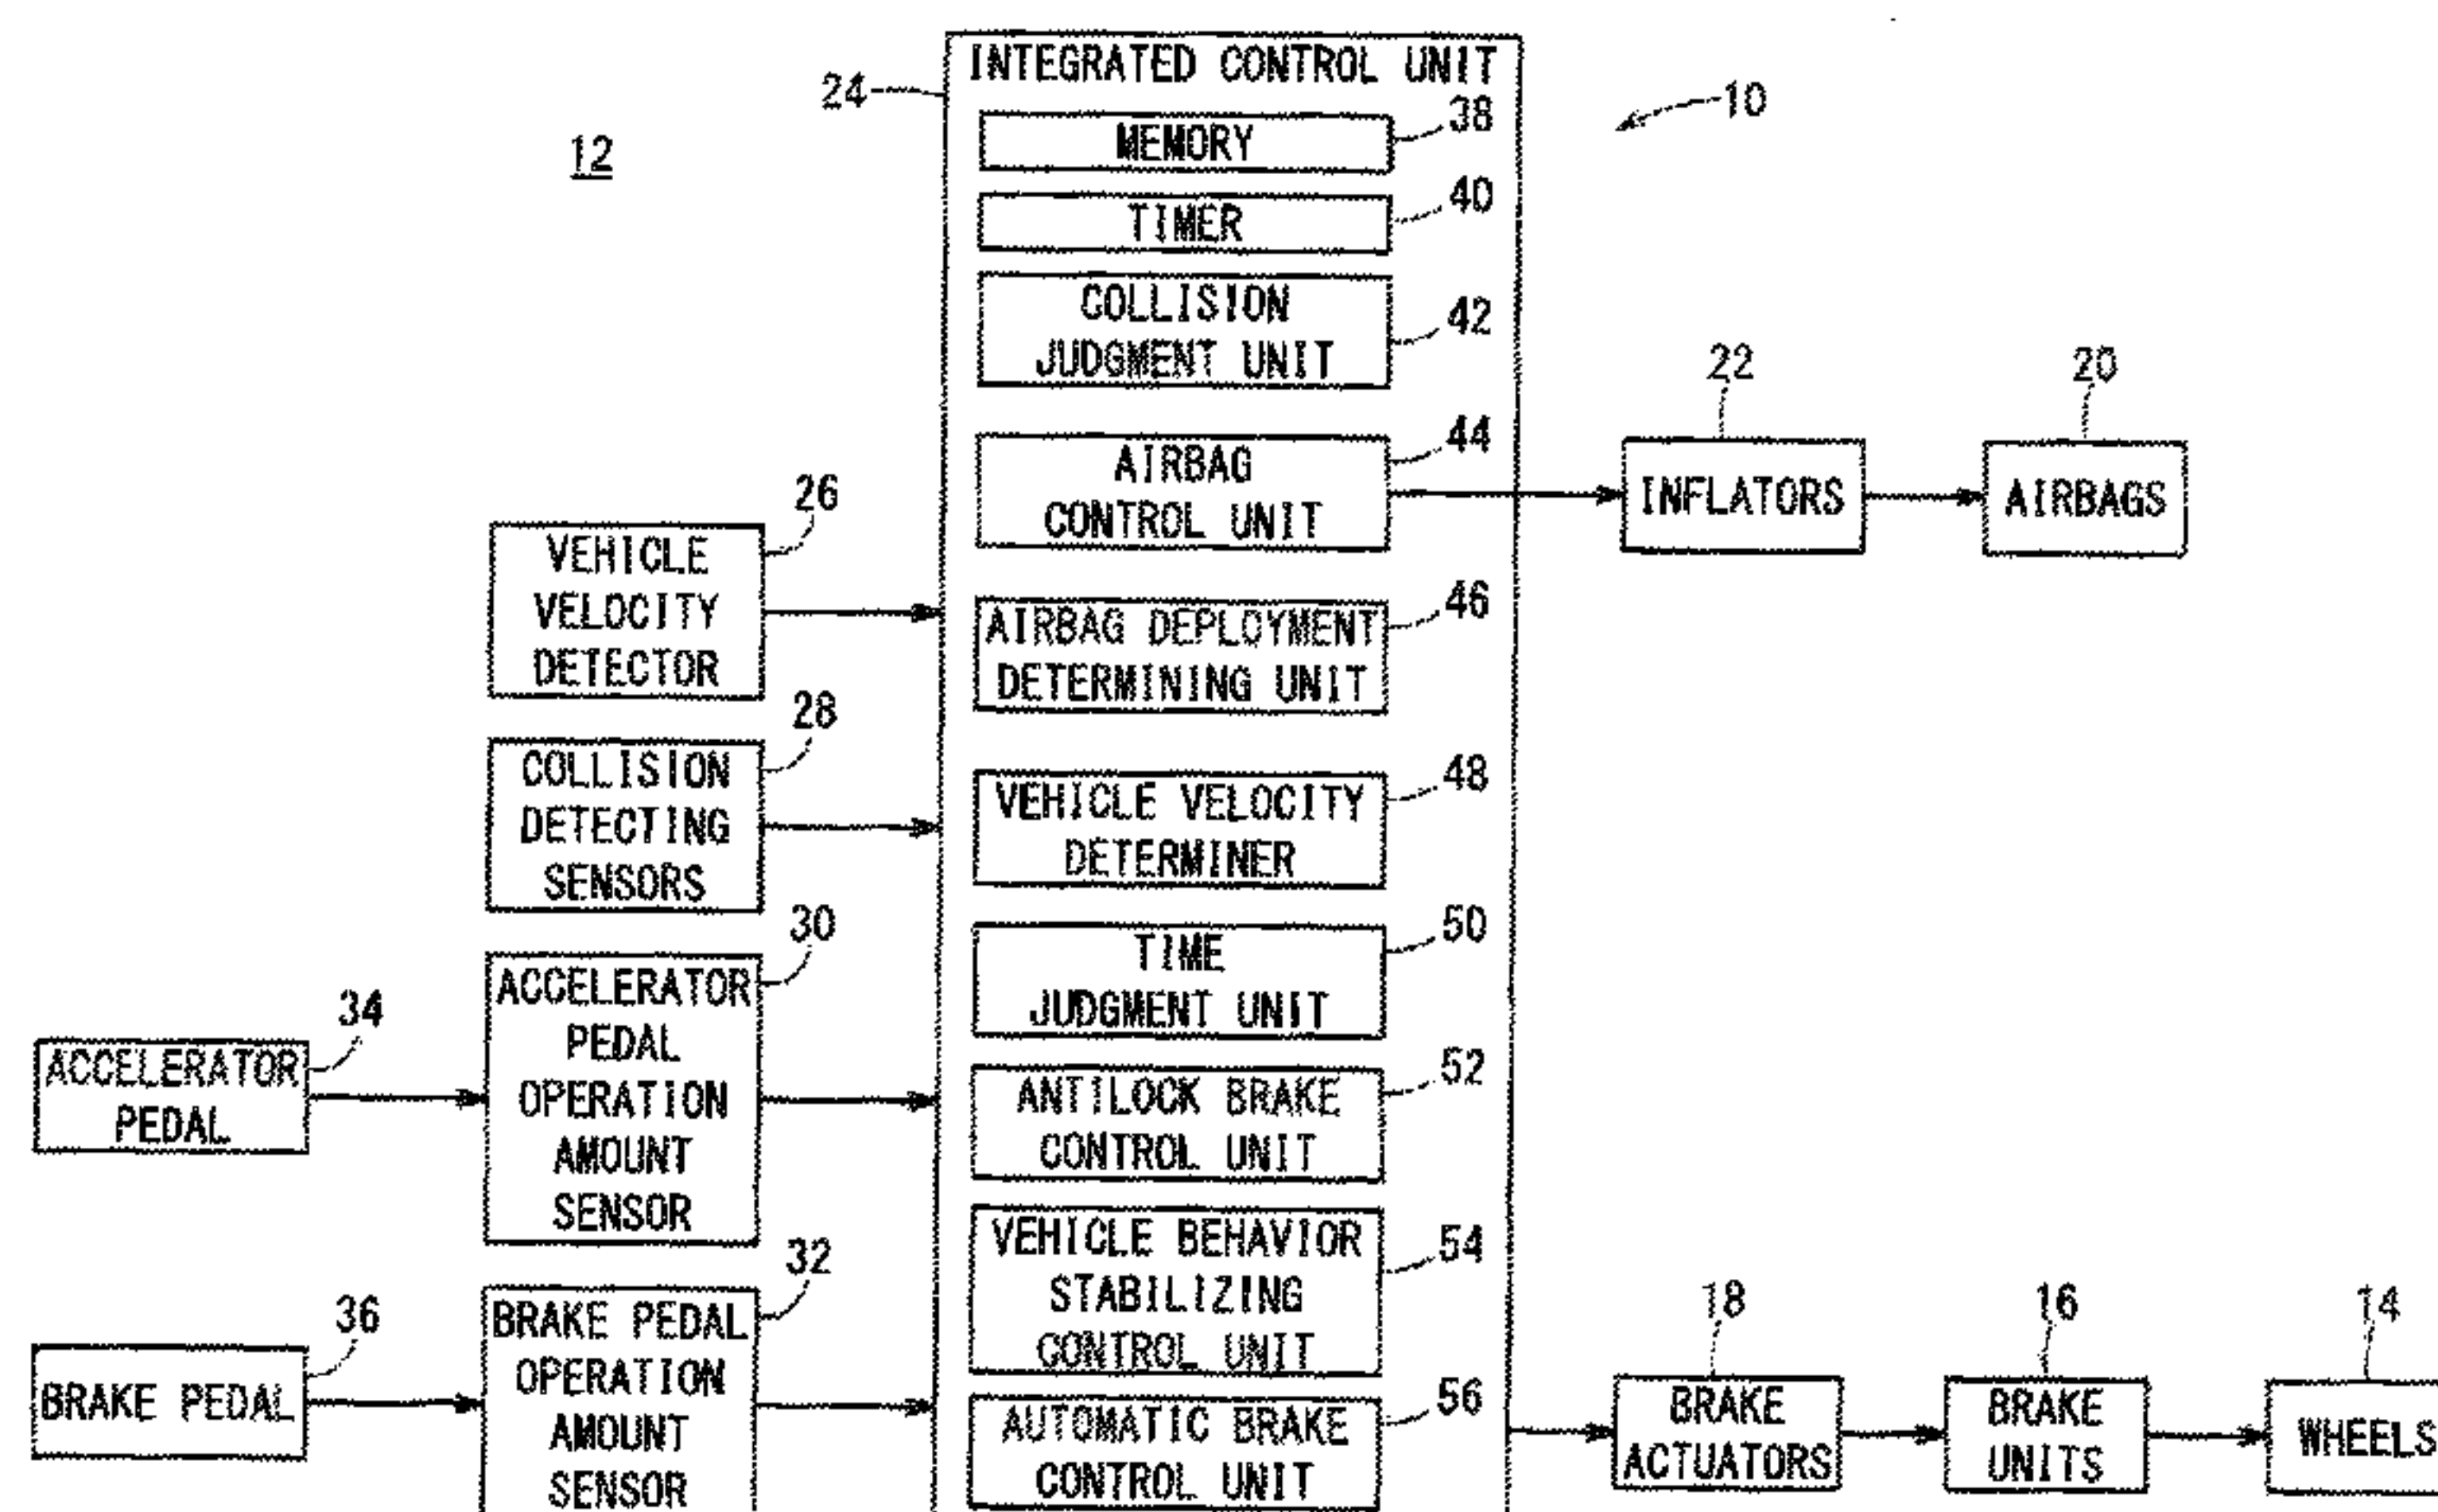 INTEGRATED CONTROL UNIT
24
10
12
MEMORY
38
TIMER
40
COLLISION
JUDGMENT UNIT
42
AIRBAG
CONTROL UNIT
44
22
INFLATORS
20
AIRBAGS
26
VEHICLE
VELOCITY
DETECTOR
AIRBAG DEPLOYMENT
DETERMINING UNIT
46
28
COLLISION
DETECTING
SENSORS
VEHICLE VELOCITY
DETERMINER
48
30
ACCELERATOR
PEDAL
OPERATION
AMOUNT
SENSOR
TIME
JUDGMENT UNIT
50
34
ACCELERATOR
PEDAL
ANTILOCK BRAKE
CONTROL UNIT
52
VEHICLE BEHAVIOR
STABILIZING
CONTROL UNIT
54
36
BRAKE PEDAL
32
BRAKE PEDAL
OPERATION
AMOUNT
SENSOR
AUTOMATIC BRAKE
CONTROL UNIT
56
18
BRAKE
ACTUATORS
16
BRAKE
UNITS
14
WHEELS